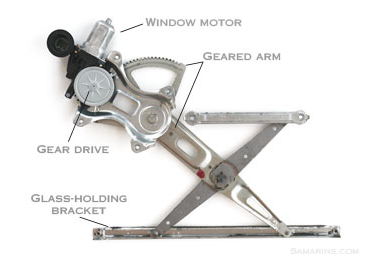 WINDOW MOTOR
GEARED ARM
GEAR DRIVE
GLASS-HOLDING
BRACKET
SAMARINS.COM